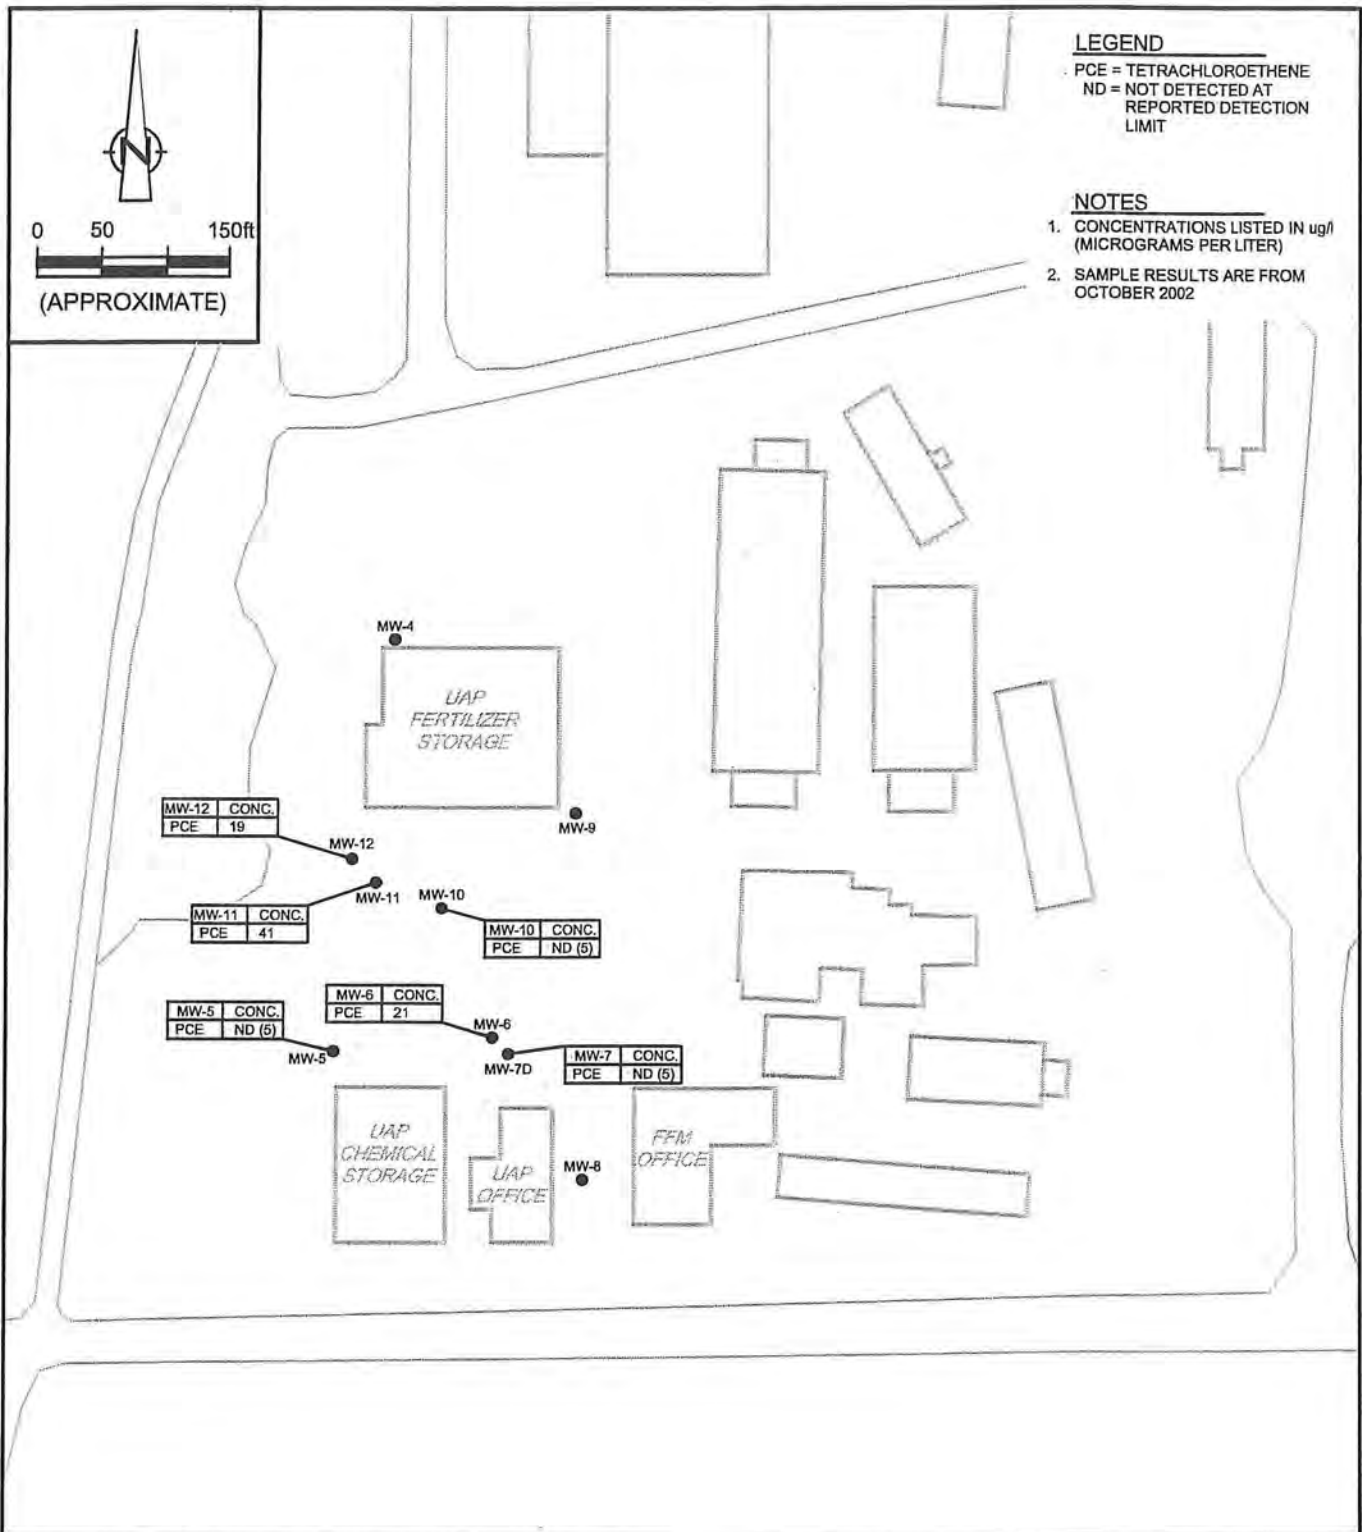 N
0 50 150ft
(APPROXIMATE)
LEGEND
PCE = TETRACHLOROETHENE
ND = NOT DETECTED AT
REPORTED DETECTION
LIMIT
NOTES
1. CONCENTRATIONS LISTED IN ug/l
(MICROGRAMS PER LITER)
2. SAMPLE RESULTS ARE FROM
OCTOBER 2002
MW-4
UAP
FERTILIZER
STORAGE
MW-9
MW-12 CONC.
PCE 19
MW-12
MW-11
MW-11 CONC.
PCE 41
MW-10
MW-10 CONC.
PCE ND (5)
MW-6 CONC.
PCE 21
MW-6
MW-5 CONC.
PCE ND (5)
MW-5
MW-7D
MW-7 CONC.
PCE ND (5)
UAP
CHEMICAL
STORAGE
UAP
OFFICE
MW-8
FFM
OFFICE